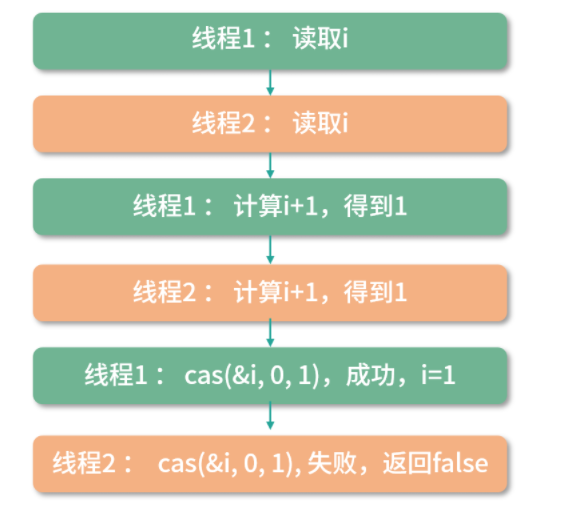 线程1： 读取i
线程2： 读取i
线程1： 计算i+1，得到1
线程2： 计算i+1，得到1
线程1： cas(&i, 0, 1)，成功，i=1
线程2： cas(&i, 0, 1), 失败，返回false